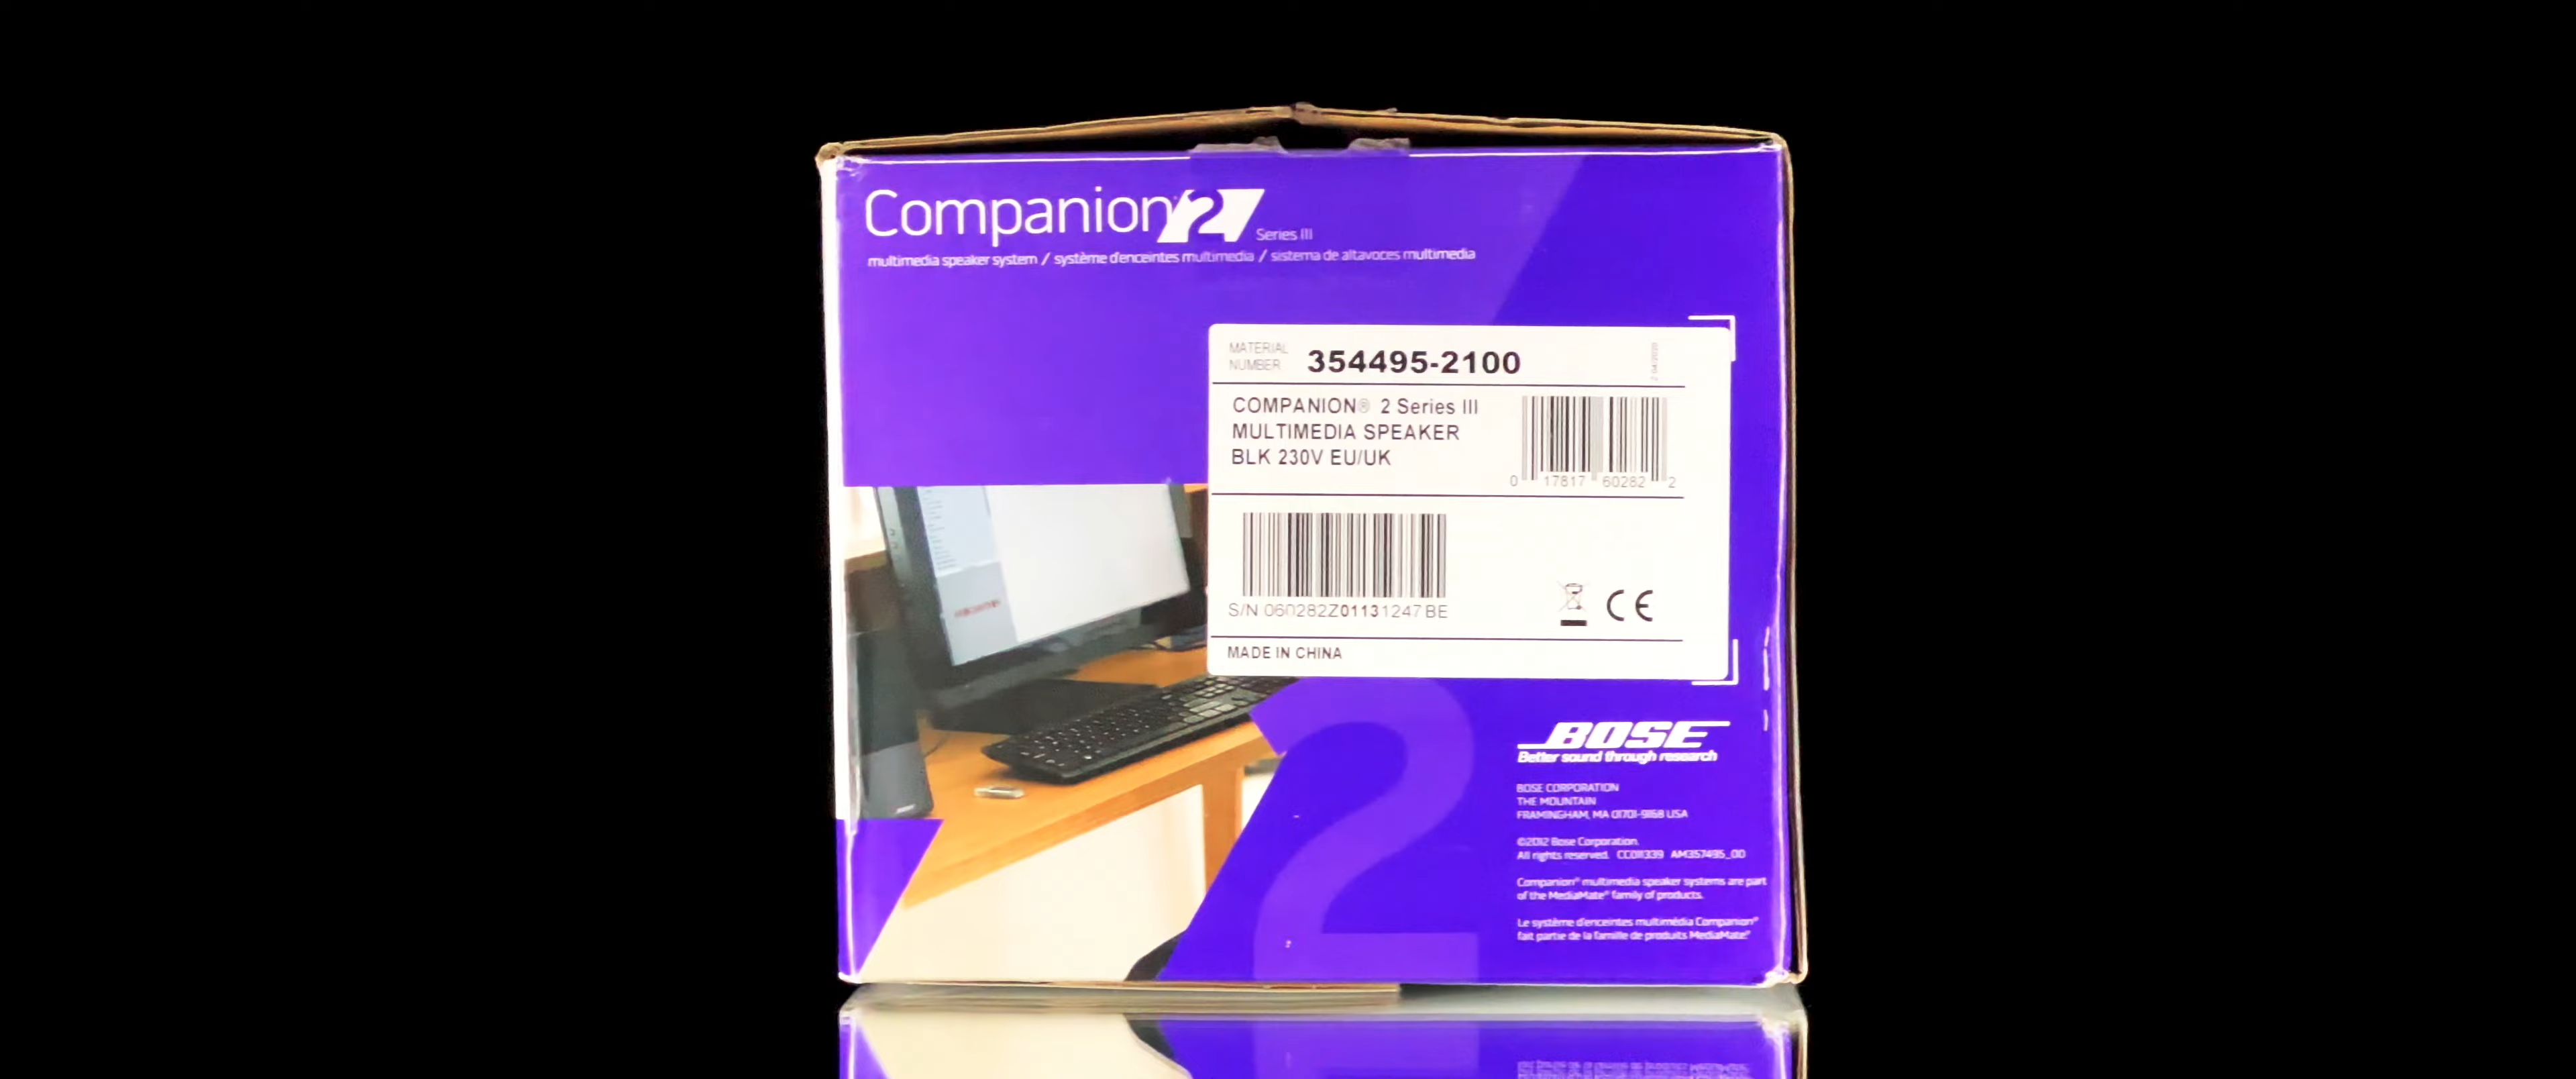 Companion 2 Series III
multimedia speaker system / système d'enceintes multimedia / sistema de altavoces multimedia
MATERIAL NUMBER 354495-2100
COMPANION® 2 Series III
MULTIMEDIA SPEAKER
BLK 230V EU/UK
0 17817 60282 2
S/N 060282Z01131247BE
CE
MADE IN CHINA
BOSE
Better sound through research
BOSE CORPORATION
THE MOUNTAIN
FRAMINGHAM, MA 01701-9168 USA
©2012 Bose Corporation.
All rights reserved. CC011339 AM357495_00
Companion® multimedia speaker systems are part
of the MediaMate® family of products.
Le système d'enceintes multimédia Companion®
fait partie de la famille de produits MediaMate®
2